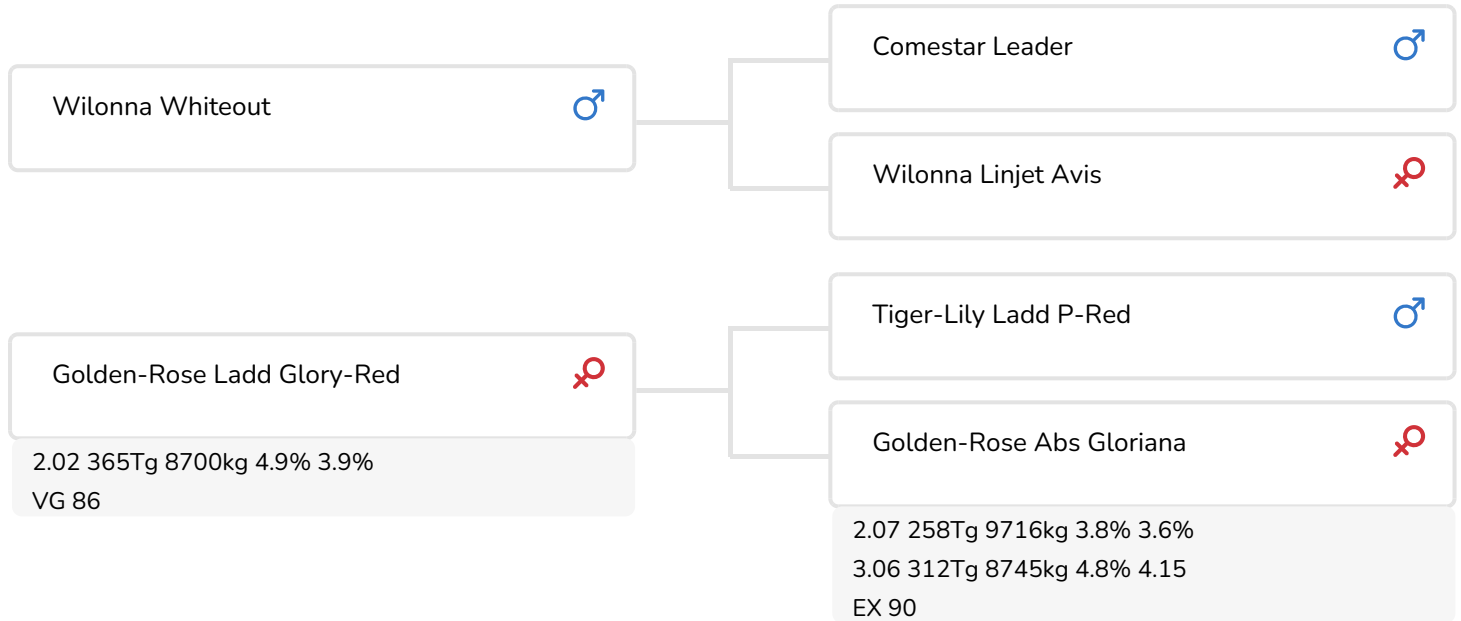 Comestar Leader
Wilonna Whiteout
Wilonna Linjet Avis
Tiger-Lily Ladd P-Red
Golden-Rose Ladd Glory-Red
2.02 365Tg 8700kg 4.9% 3.9%
VG 86
Golden-Rose Abs Gloriana
2.07 258Tg 9716kg 3.8% 3.6%
3.06 312Tg 8745kg 4.8% 4.15
EX 90